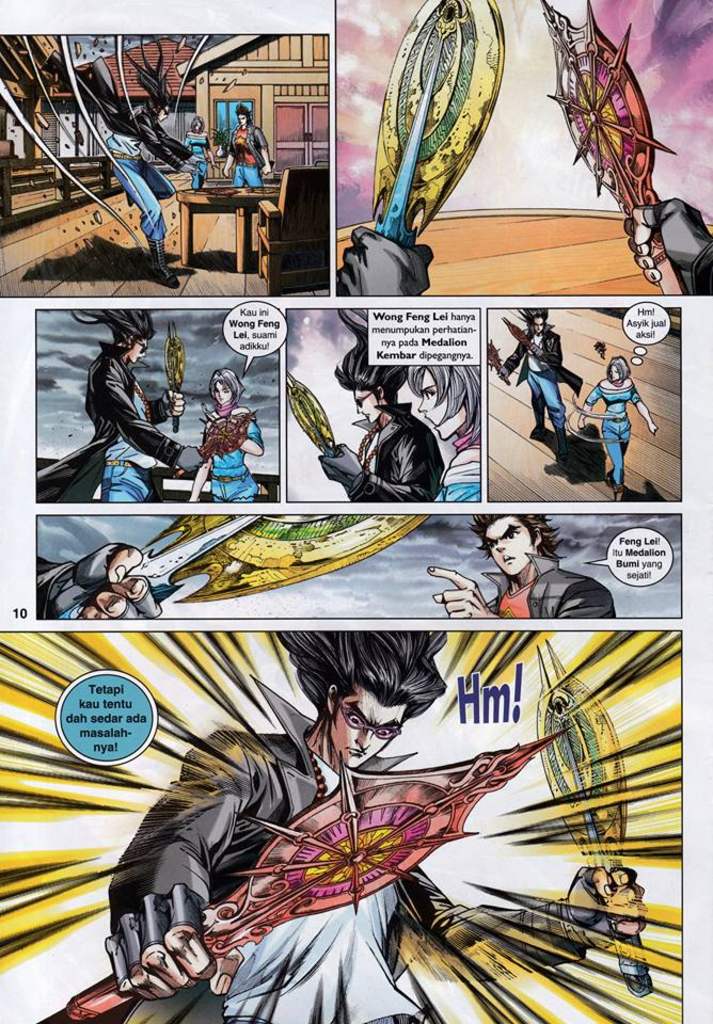 Kau ini
Wong Feng
Lei, suami
adikku!
Wong Feng Lei hanya
menumpukan perhatian-
nya pada Medalion
Kembar dipegangnya.
Hm!
Asyik jual
aksi!
Feng Lei!
Itu Medalion
Bumi yang
sejati!
10
Tetapi
kau tentu
dah sedar ada
masalah-
nya!
Hm!